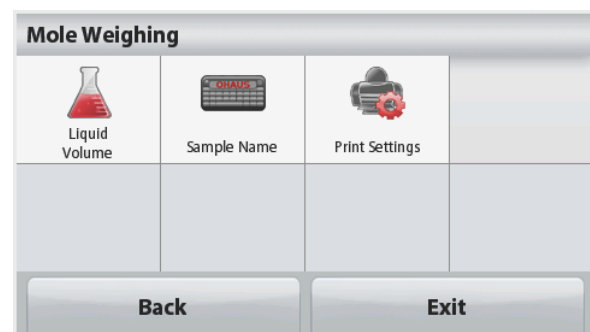 Mole Weighing
OHAUS
Liquid
Volume
Sample Name
Print Settings
Back
Exit